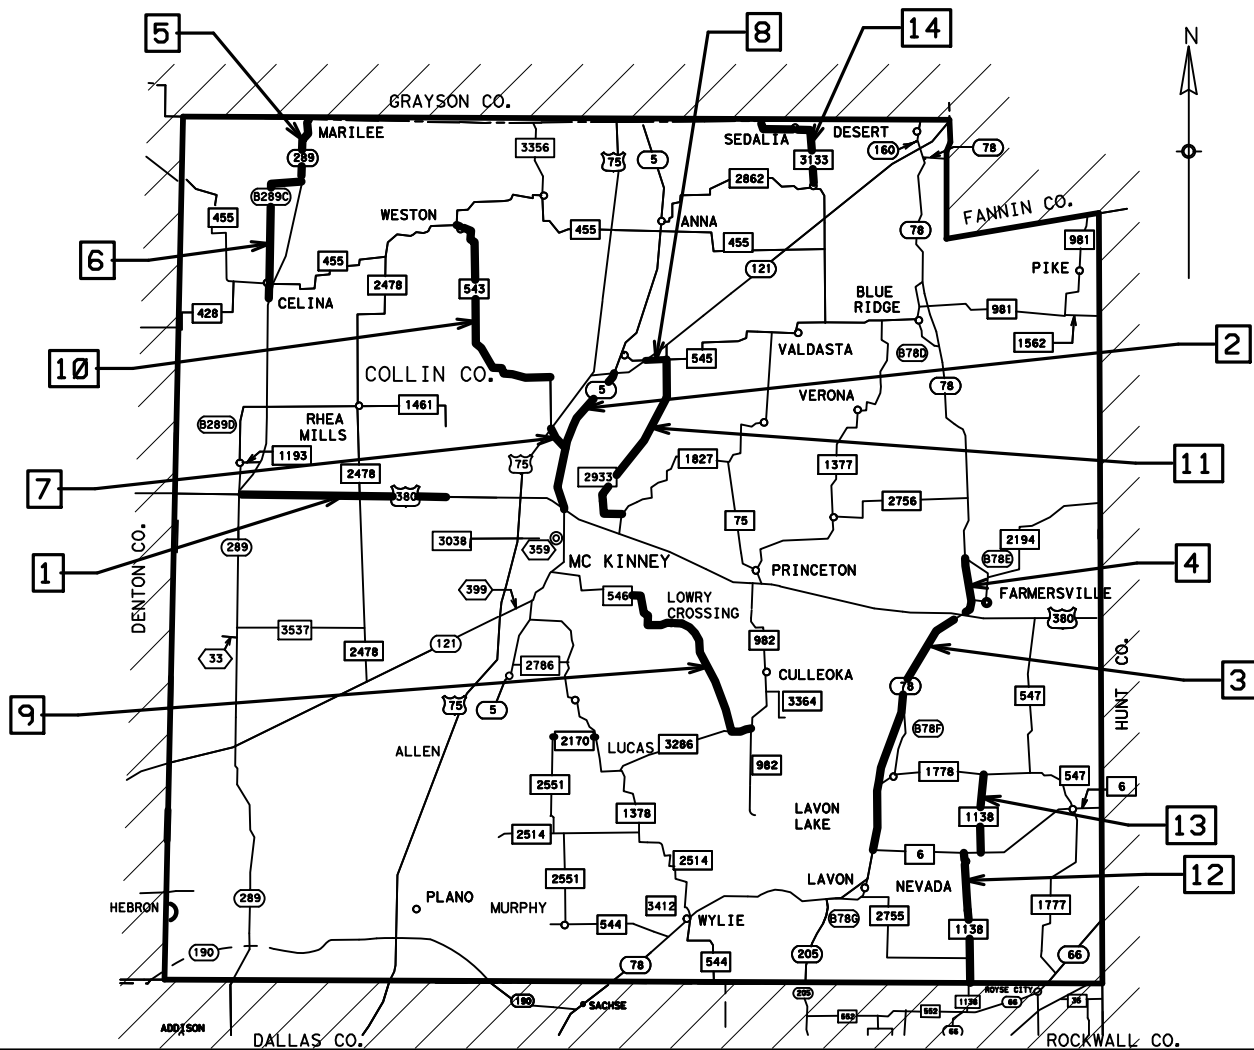 5
8
14
N
GRAYSON CO.
MARILEE
SEDALIA
DESERT
289
3356
75
5
3133
160
78
2862
B289C
455
WESTON
ANNA
455
455
78
FANNIN CO.
981
6
455
2478
121
PIKE
428
CELINA
543
BLUE
RIDGE
981
1562
2
10
COLLIN CO.
545
VALDASTA
B78D
5
78
B289D
RHEA
MILLS
1461
VERONA
1193
2478
75
2933
1827
1377
11
7
380
2756
75
1
DENTON CO.
289
3038
359
MC KINNEY
2194
B78E
4
PRINCETON
399
546
LOWRY
CROSSING
FARMERSVILLE
380
3537
33
2478
121
2786
982
CULLEOKA
3
9
75
5
3364
78
547
HUNT CO.
ALLEN
2170
LUCAS
3286
B78F
982
1778
547
6
2551
1378
LAVON
LAKE
1138
13
2514
2514
6
2551
LAVON
NEVADA
12
HEBRON
289
PLANO
MURPHY
3412
WYLIE
B78G
2755
1777
544
1138
190
78
544
205
66
190
SACHSE
205
ROYSE CITY
1138
66
36
552
552
66
ADDISON
DALLAS CO.
ROCKWALL CO.